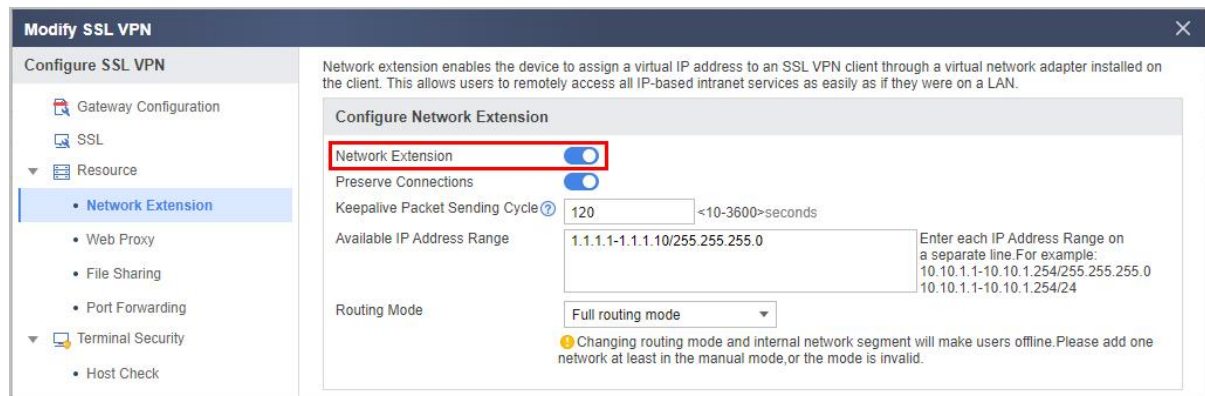 Modify SSL VPN
Configure SSL VPN
Gateway Configuration
SSL
Resource
Network Extension
Web Proxy
File Sharing
Port Forwarding
Terminal Security
Host Check
Network extension enables the device to assign a virtual IP address to an SSL VPN client through a virtual network adapter installed on
the client. This allows users to remotely access all IP-based intranet services as easily as if they were on a LAN.
Configure Network Extension
Network Extension
Preserve Connections
Keepalive Packet Sending Cycle ? 120 <10-3600>seconds
Available IP Address Range
1.1.1.1-1.1.1.10/255.255.255.0
Enter each IP Address Range on
a separate line.For example:
10.10.1.1-10.10.1.254/255.255.255.0
10.10.1.1-10.10.1.254/24
Routing Mode
Full routing mode
Changing routing mode and internal network segment will make users offline.Please add one
network at least in the manual mode,or the mode is invalid.